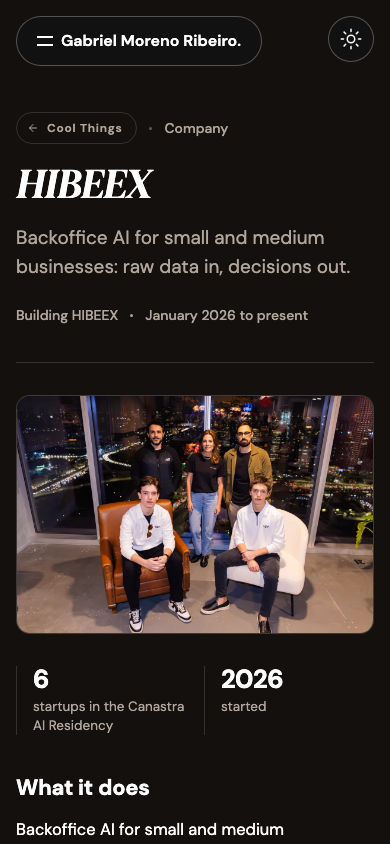 Gabriel Moreno Ribeiro.
← Cool Things • Company
HIBEEX
Backoffice AI for small and medium
businesses: raw data in, decisions out.
Building HIBEEX • January 2026 to present
6
startups in the Canastra
AI Residency
2026
started
What it does
Backoffice AI for small and medium